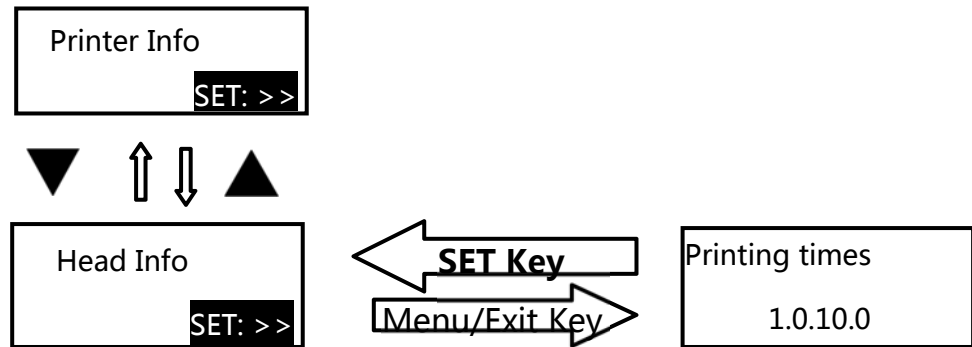 Printer Info
SET: >>
Head Info
SET: >>
SET Key
Menu/Exit Key
Printing times
1.0.10.0